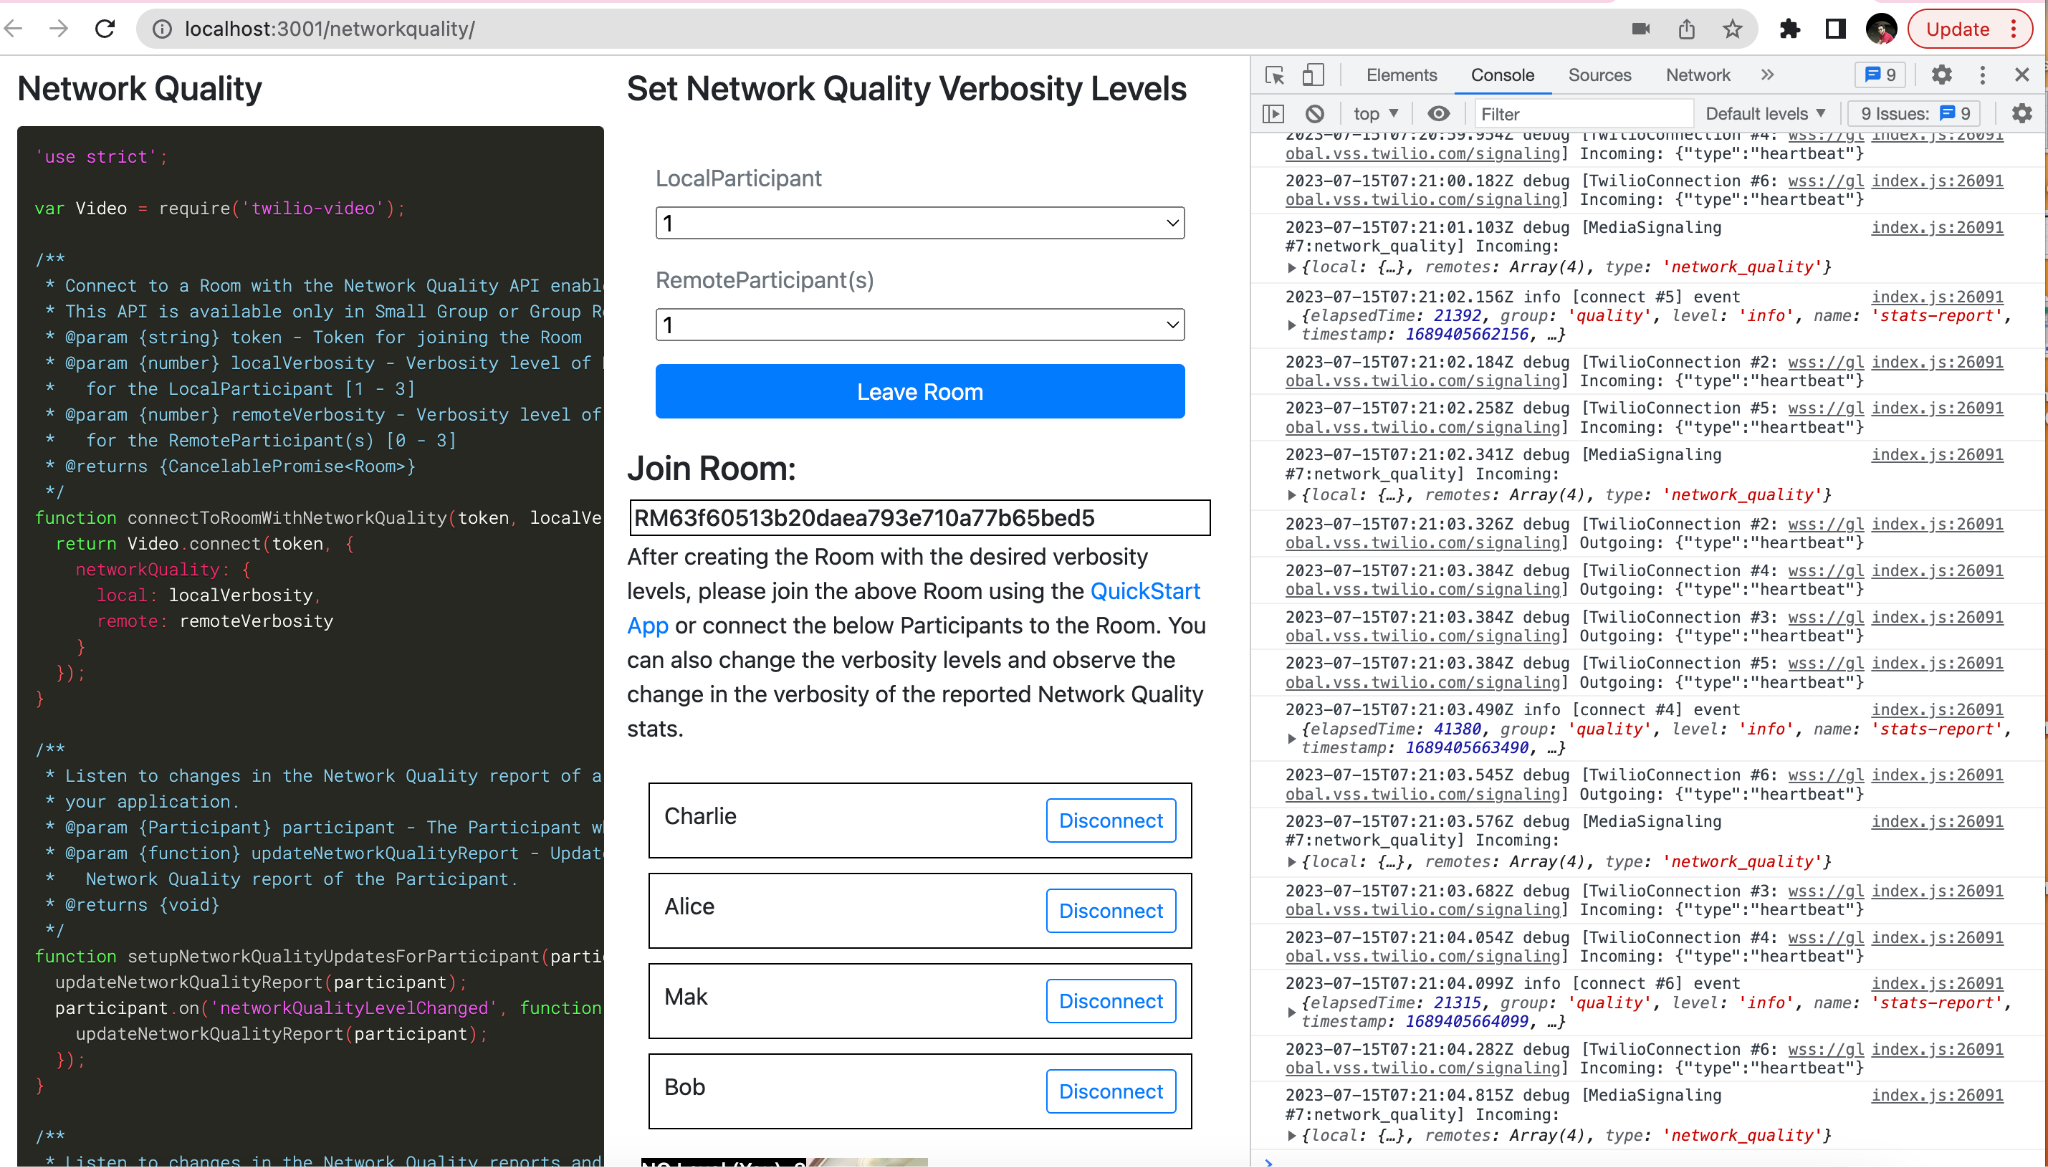 localhost:3001/networkquality/
Update
Network Quality
'use strict';
var Video = require('twilio-video');
/**
* Connect to a Room with the Network Quality API enabl
* This API is available only in Small Group or Group R
* @param {string} token - Token for joining the Room
* @param {number} localVerbosity - Verbosity level of
*   for the LocalParticipant [1 - 3]
* @param {number} remoteVerbosity - Verbosity level of
*   for the RemoteParticipant(s) [0 - 3]
* @returns {CancelablePromise<Room>}
*/
function connectToRoomWithNetworkQuality(token, localVe
return Video.connect(token, {
networkQuality: {
local: localVerbosity,
remote: remoteVerbosity
}
});
}
/**
* Listen to changes in the Network Quality report of a
* your application.
* @param {Participant} participant - The Participant w
* @param {function} updateNetworkQualityReport - Updat
*   Network Quality report of the Participant.
* @returns {void}
*/
function setupNetworkQualityUpdatesForParticipant(parti
updateNetworkQualityReport(participant);
participant.on('networkQualityLevelChanged', function
updateNetworkQualityReport(participant);
});
}
/**
* Listen to changes in the Network Quality reports and
Set Network Quality Verbosity Levels
LocalParticipant
1
RemoteParticipant(s)
1
Leave Room
Join Room:
RM63f60513b20daea793e710a77b65bed5
After creating the Room with the desired verbosity
levels, please join the above Room using the QuickStart
App or connect the below Participants to the Room. You
can also change the verbosity levels and observe the
change in the verbosity of the reported Network Quality
stats.
Charlie Disconnect
Alice Disconnect
Mak Disconnect
Bob Disconnect
NQ Level (You):
Elements Console Sources Network » 9
top Filter Default levels 9 Issues: 9
2023-07-15T07:20:59.954Z debug [TwilioConnection #4: wss://gl index.js:26091
obal.vss.twilio.com/signaling] Incoming: {"type":"heartbeat"}
2023-07-15T07:21:00.182Z debug [TwilioConnection #6: wss://gl index.js:26091
obal.vss.twilio.com/signaling] Incoming: {"type":"heartbeat"}
2023-07-15T07:21:01.103Z debug [MediaSignaling index.js:26091
#7:network_quality] Incoming:
{local: {…}, remotes: Array(4), type: 'network_quality'}
2023-07-15T07:21:02.156Z info [connect #5] event index.js:26091
{elapsedTime: 21392, group: 'quality', level: 'info', name: 'stats-report',
timestamp: 1689405662156, …}
2023-07-15T07:21:02.184Z debug [TwilioConnection #2: wss://gl index.js:26091
obal.vss.twilio.com/signaling] Incoming: {"type":"heartbeat"}
2023-07-15T07:21:02.258Z debug [TwilioConnection #5: wss://gl index.js:26091
obal.vss.twilio.com/signaling] Incoming: {"type":"heartbeat"}
2023-07-15T07:21:02.341Z debug [MediaSignaling index.js:26091
#7:network_quality] Incoming:
{local: {…}, remotes: Array(4), type: 'network_quality'}
2023-07-15T07:21:03.326Z debug [TwilioConnection #2: wss://gl index.js:26091
obal.vss.twilio.com/signaling] Outgoing: {"type":"heartbeat"}
2023-07-15T07:21:03.384Z debug [TwilioConnection #4: wss://gl index.js:26091
obal.vss.twilio.com/signaling] Outgoing: {"type":"heartbeat"}
2023-07-15T07:21:03.384Z debug [TwilioConnection #3: wss://gl index.js:26091
obal.vss.twilio.com/signaling] Outgoing: {"type":"heartbeat"}
2023-07-15T07:21:03.384Z debug [TwilioConnection #5: wss://gl index.js:26091
obal.vss.twilio.com/signaling] Outgoing: {"type":"heartbeat"}
2023-07-15T07:21:03.490Z info [connect #4] event index.js:26091
{elapsedTime: 41380, group: 'quality', level: 'info', name: 'stats-report',
timestamp: 1689405663490, …}
2023-07-15T07:21:03.545Z debug [TwilioConnection #6: wss://gl index.js:26091
obal.vss.twilio.com/signaling] Outgoing: {"type":"heartbeat"}
2023-07-15T07:21:03.576Z debug [MediaSignaling index.js:26091
#7:network_quality] Incoming:
{local: {…}, remotes: Array(4), type: 'network_quality'}
2023-07-15T07:21:03.682Z debug [TwilioConnection #3: wss://gl index.js:26091
obal.vss.twilio.com/signaling] Incoming: {"type":"heartbeat"}
2023-07-15T07:21:04.054Z debug [TwilioConnection #4: wss://gl index.js:26091
obal.vss.twilio.com/signaling] Incoming: {"type":"heartbeat"}
2023-07-15T07:21:04.099Z info [connect #6] event index.js:26091
{elapsedTime: 21315, group: 'quality', level: 'info', name: 'stats-report',
timestamp: 1689405664099, …}
2023-07-15T07:21:04.282Z debug [TwilioConnection #6: wss://gl index.js:26091
obal.vss.twilio.com/signaling] Incoming: {"type":"heartbeat"}
2023-07-15T07:21:04.815Z debug [MediaSignaling index.js:26091
#7:network_quality] Incoming:
{local: {…}, remotes: Array(4), type: 'network_quality'}